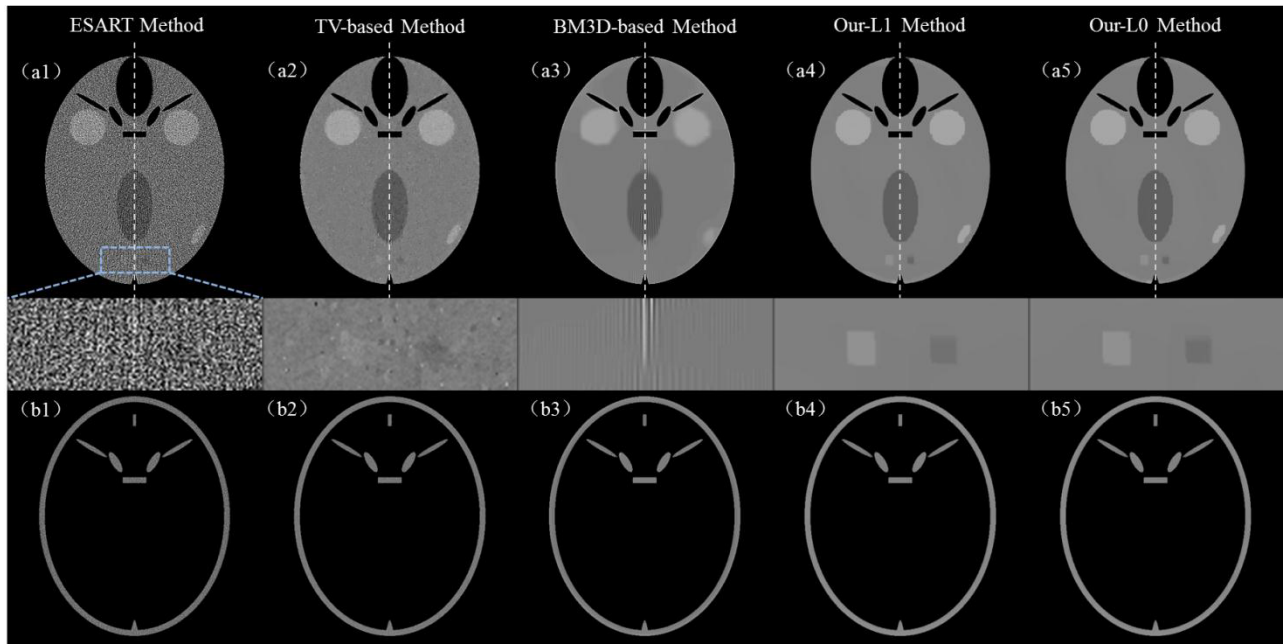 ESART Method TV-based Method BM3D-based Method Our-L1 Method Our-L0 Method
（a1） （a2） （a3） （a4） （a5）
（b1） （b2） （b3） （b4） （b5）